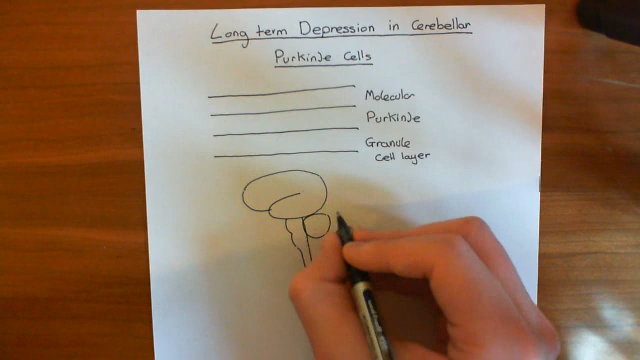 Long term Depression in Cerebellar
Purkinje Cells
Molecular
Purkinje
Granule
Cell layer